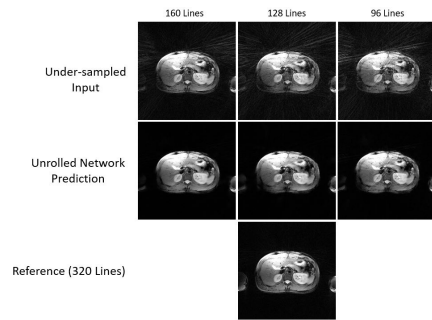 160 Lines
128 Lines
96 Lines
Under-sampled
Input
Unrolled Network
Prediction
Reference (320 Lines)